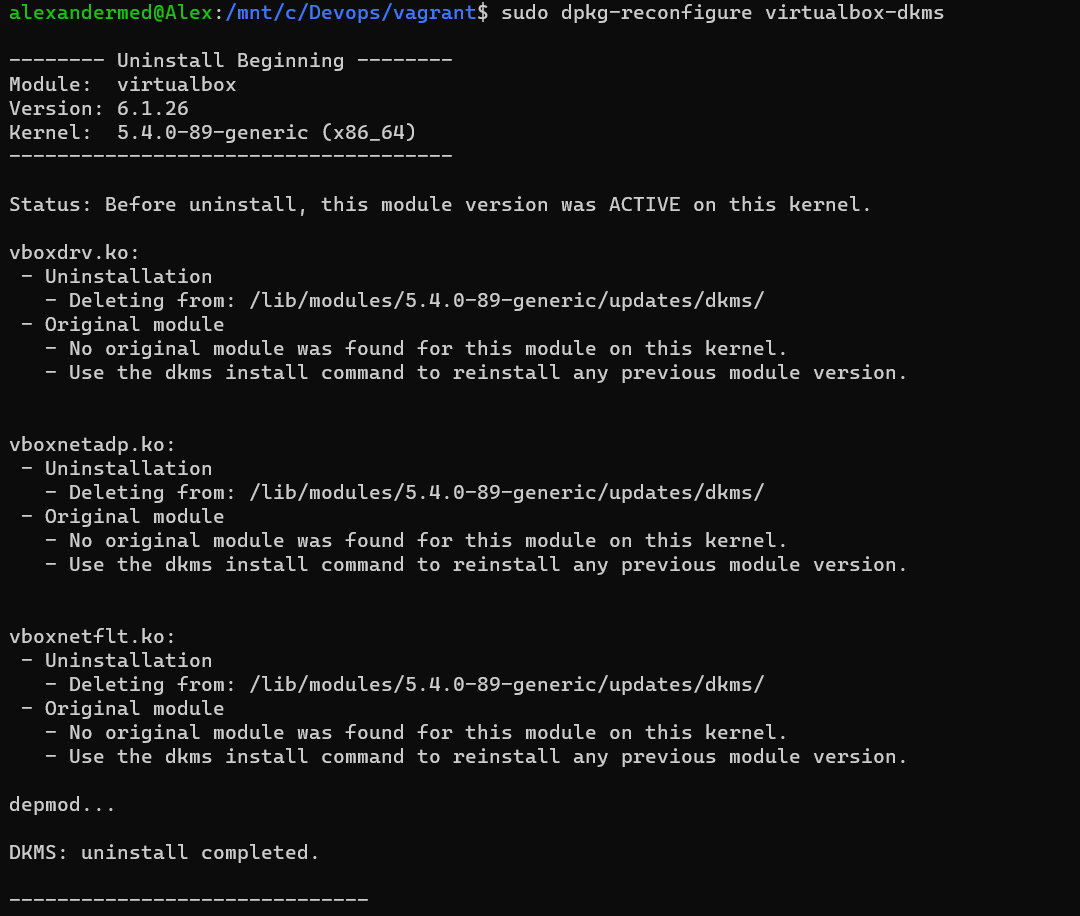 alexandermed@Alex:/mnt/c/Devops/vagrant$ sudo dpkg-reconfigure virtualbox-dkms
-------- Uninstall Beginning --------
Module:  virtualbox
Version: 6.1.26
Kernel:  5.4.0-89-generic (x86_64)
-------------------------------------
Status: Before uninstall, this module version was ACTIVE on this kernel.
vboxdrv.ko:
 - Uninstallation
   - Deleting from: /lib/modules/5.4.0-89-generic/updates/dkms/
 - Original module
   - No original module was found for this module on this kernel.
   - Use the dkms install command to reinstall any previous module version.
vboxnetadp.ko:
 - Uninstallation
   - Deleting from: /lib/modules/5.4.0-89-generic/updates/dkms/
 - Original module
   - No original module was found for this module on this kernel.
   - Use the dkms install command to reinstall any previous module version.
vboxnetflt.ko:
 - Uninstallation
   - Deleting from: /lib/modules/5.4.0-89-generic/updates/dkms/
 - Original module
   - No original module was found for this module on this kernel.
   - Use the dkms install command to reinstall any previous module version.
depmod...
DKMS: uninstall completed.
------------------------------